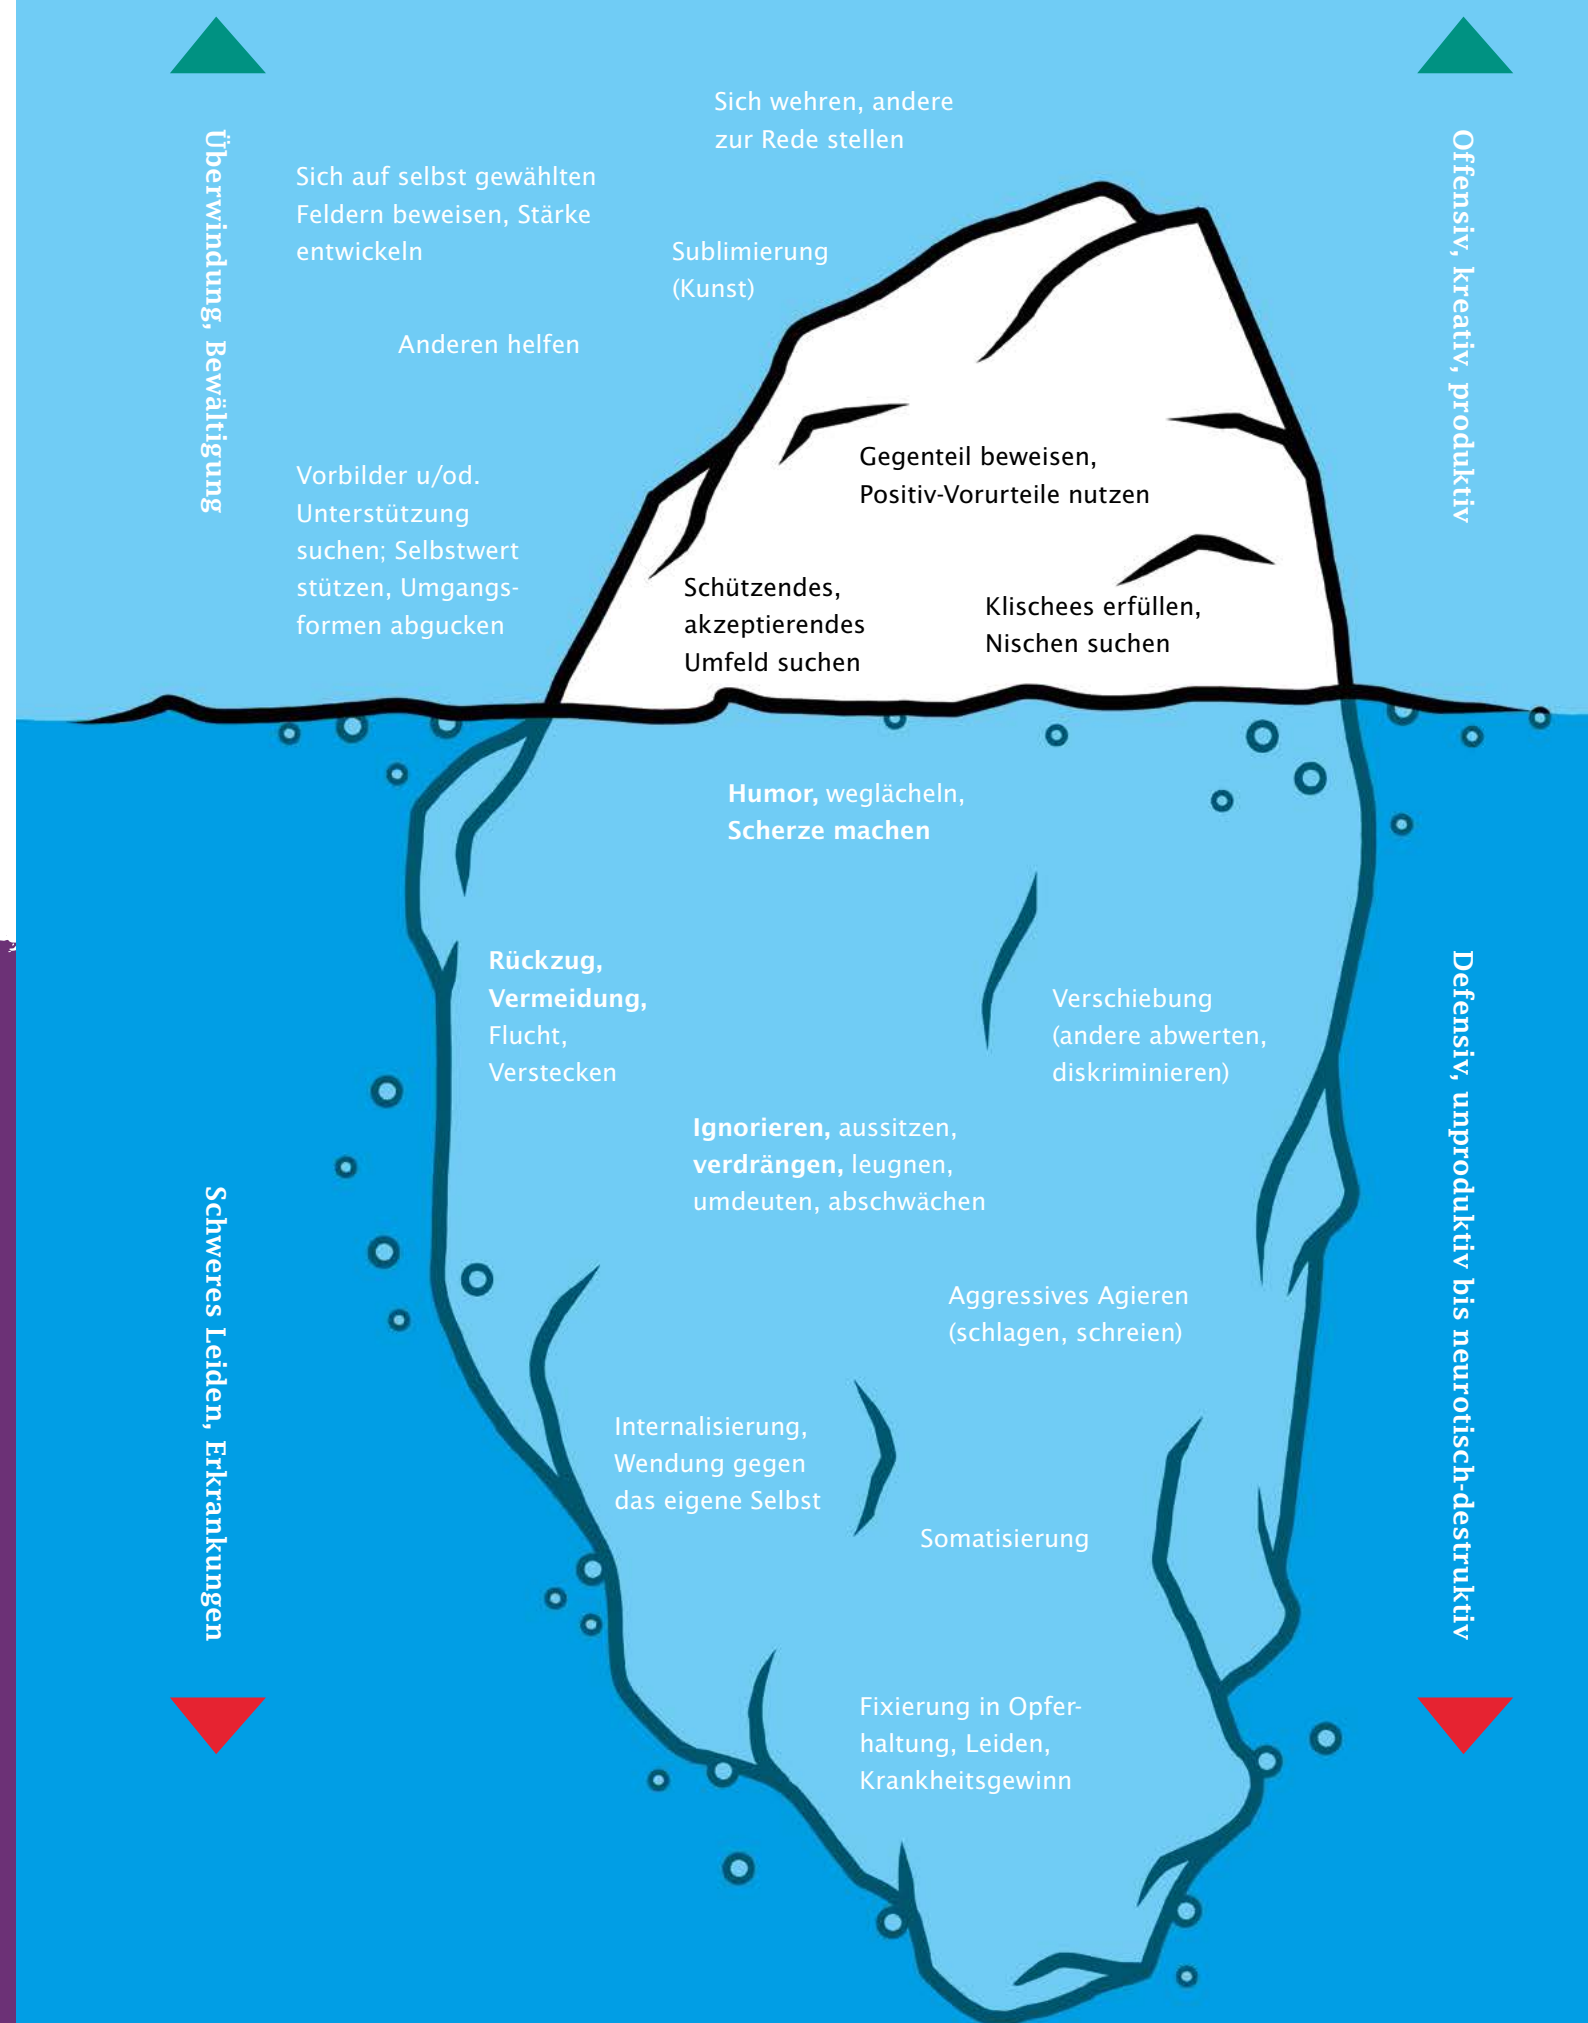 Überwindung, Bewältigung
Offensiv, kreativ, produktiv
Sich wehren, andere
zur Rede stellen
Sich auf selbst gewählten
Feldern beweisen, Stärke
entwickeln
Sublimierung
(Kunst)
Anderen helfen
Gegenteil beweisen,
Positiv-Vorurteile nutzen
Vorbilder u/od.
Unterstützung
suchen; Selbstwert
stützen, Umgangs-
formen abgucken
Schützendes,
akzeptierendes
Umfeld suchen
Klischees erfüllen,
Nischen suchen
Humor, weglächeln,
Scherze machen
Rückzug,
Vermeidung,
Flucht,
Verstecken
Verschiebung
(andere abwerten,
diskriminieren)
Ignorieren, aussitzen,
verdrängen, leugnen,
umdeuten, abschwächen
Aggressives Agieren
(schlagen, schreien)
Internalisierung,
Wendung gegen
das eigene Selbst
Somatisierung
Fixierung in Opfer-
haltung, Leiden,
Krankheitsgewinn
Schweres Leiden, Erkrankungen
Defensiv, unproduktiv bis neurotisch-destruktiv